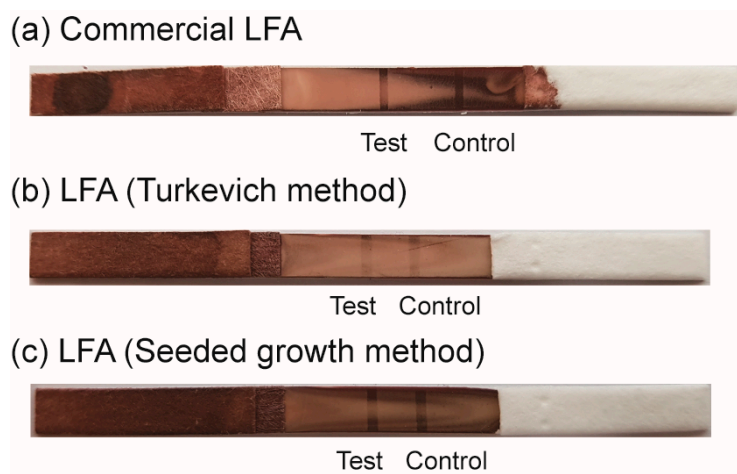 (a) Commercial LFA
Test Control
(b) LFA (Turkevich method)
Test Control
(c) LFA (Seeded growth method)
Test Control